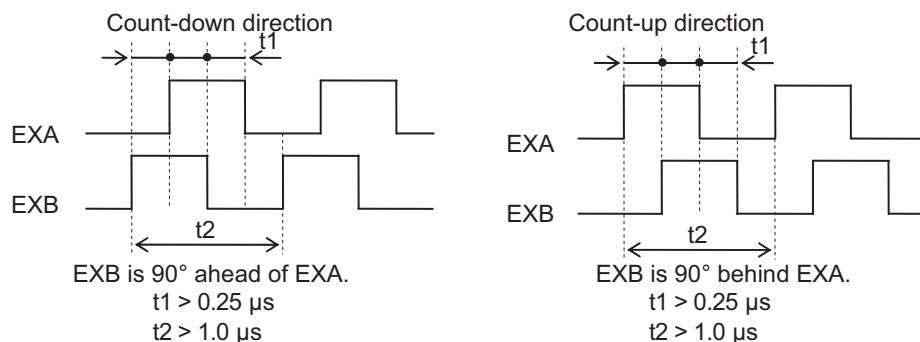 Count-down direction
t1
EXA
EXB
t2
EXB is 90° ahead of EXA.
t1 > 0.25 μs
t2 > 1.0 μs
Count-up direction
t1
EXA
EXB
t2
EXB is 90° behind EXA.
t1 > 0.25 μs
t2 > 1.0 μs